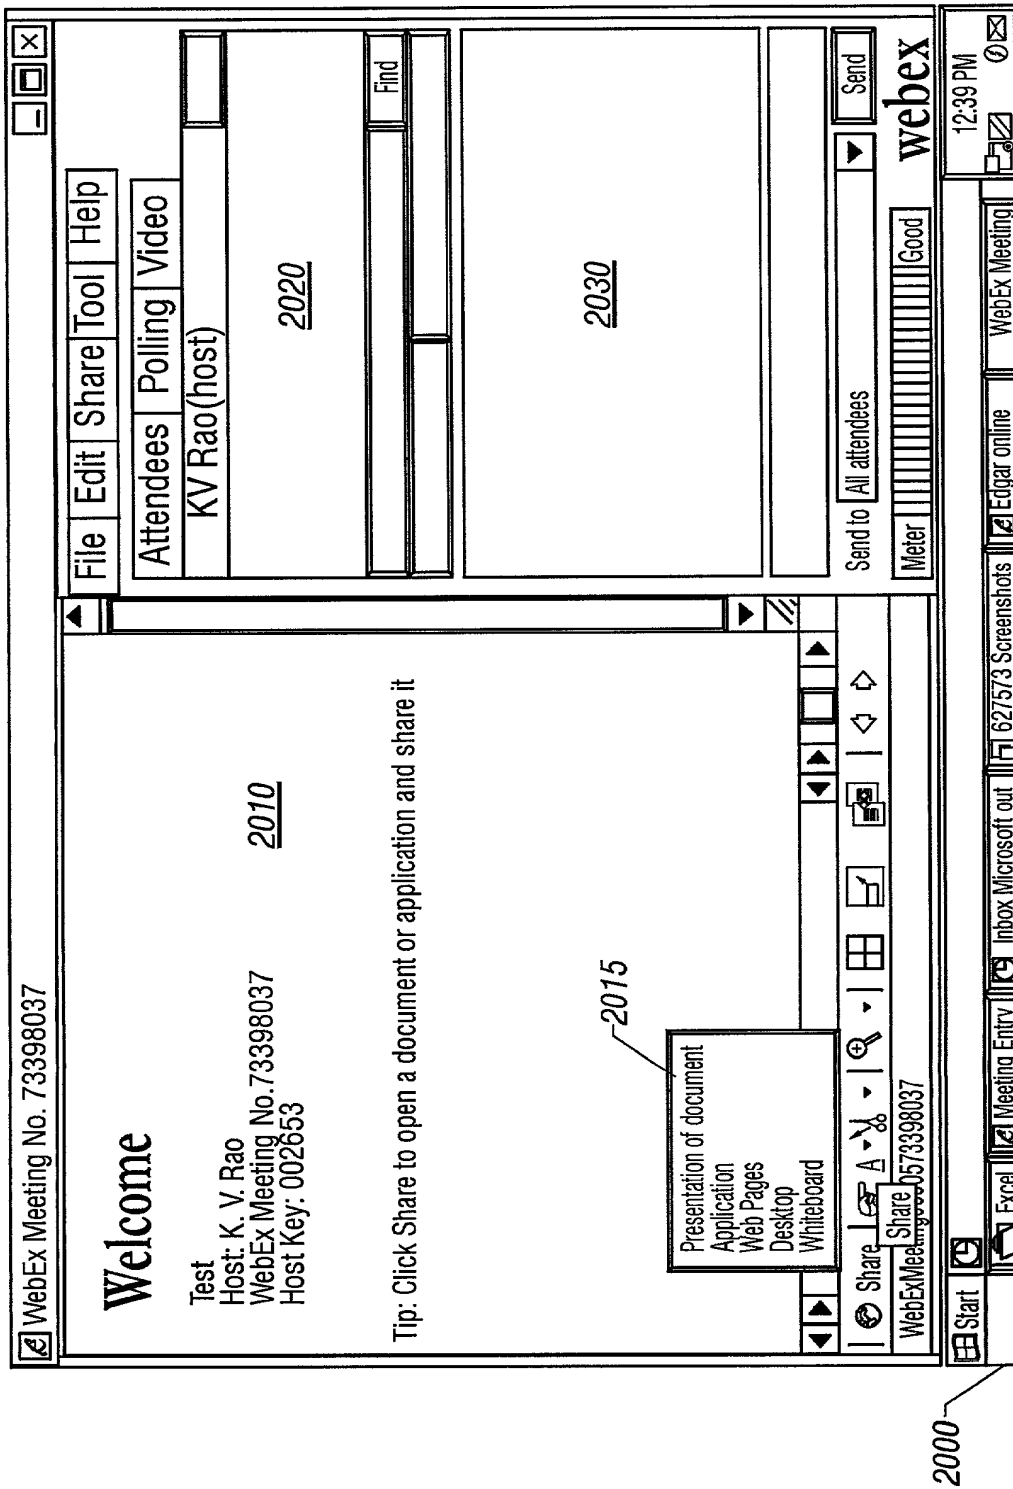 WebEx Meeting No. 73398037
File Edit Share Tool Help
Attendees Polling Video
KV Rao(host)
2020
Find
2030
Send to All attendees Send
Meter Good webex
Welcome
Test
Host: K. V. Rao
WebEx Meeting No.73398037
Host Key: 002653
2010
Tip: Click Share to open a document or application and share it
2015
Presentation of document
Application
Web Pages
Desktop
Whiteboard
Share A
Share
0573398037
Start Excel Meeting Entry Inbox Microsoft out 627573 Screenshots Edgar online WebEx Meeting 12:39 PM
2000